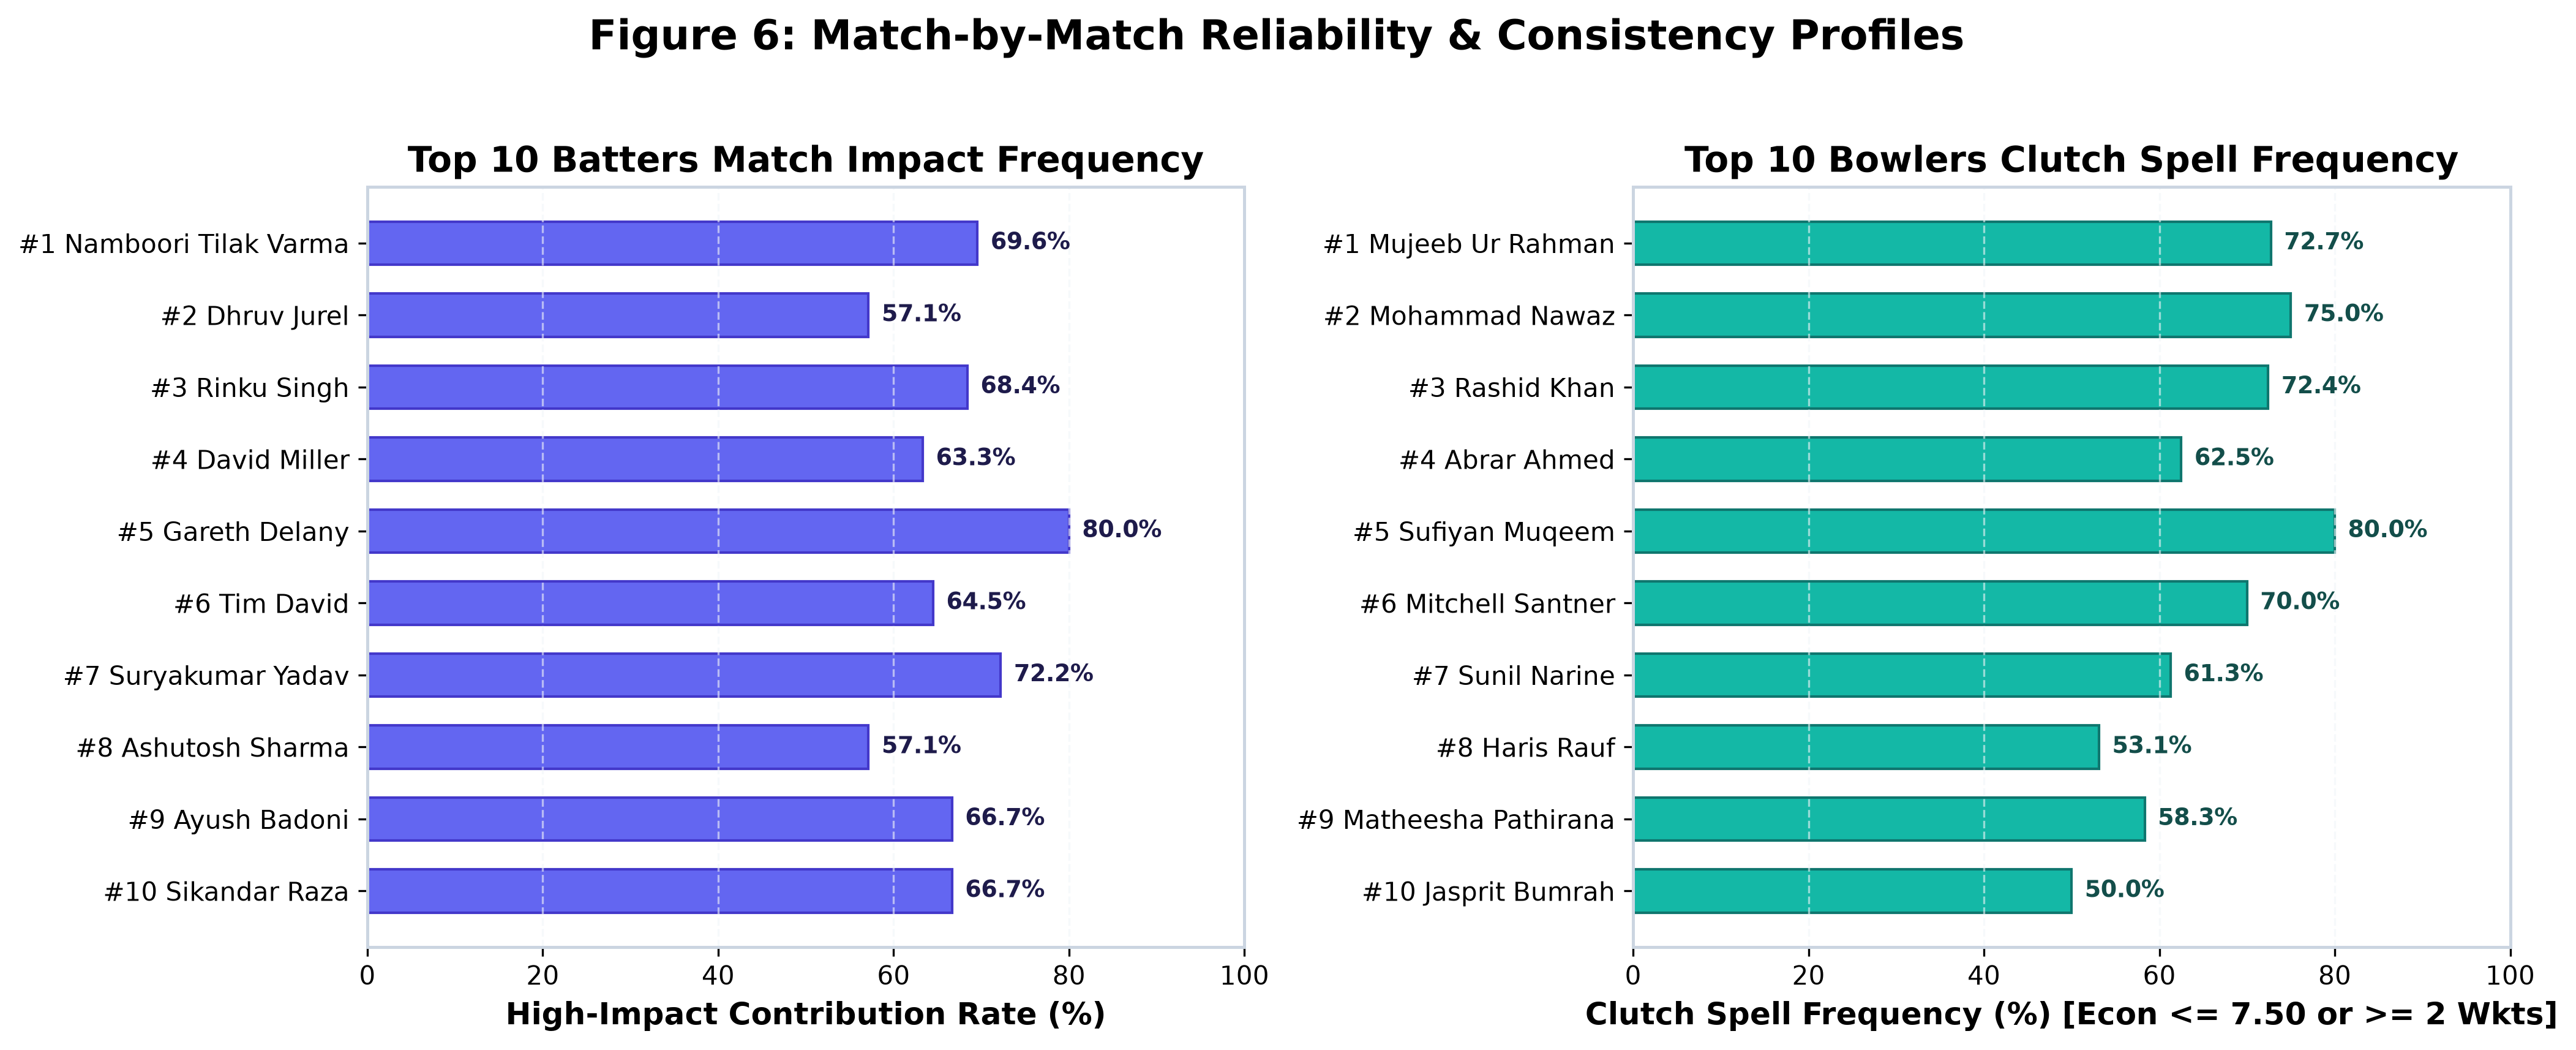 Figure 6: Match-by-Match Reliability & Consistency Profiles
Top 10 Batters Match Impact Frequency
#1 Namboori Tilak Varma 69.6%
#2 Dhruv Jurel 57.1%
#3 Rinku Singh 68.4%
#4 David Miller 63.3%
#5 Gareth Delany 80.0%
#6 Tim David 64.5%
#7 Suryakumar Yadav 72.2%
#8 Ashutosh Sharma 57.1%
#9 Ayush Badoni 66.7%
#10 Sikandar Raza 66.7%
0 20 40 60 80 100
High-Impact Contribution Rate (%)
Top 10 Bowlers Clutch Spell Frequency
#1 Mujeeb Ur Rahman 72.7%
#2 Mohammad Nawaz 75.0%
#3 Rashid Khan 72.4%
#4 Abrar Ahmed 62.5%
#5 Sufiyan Muqeem 80.0%
#6 Mitchell Santner 70.0%
#7 Sunil Narine 61.3%
#8 Haris Rauf 53.1%
#9 Matheesha Pathirana 58.3%
#10 Jasprit Bumrah 50.0%
0 20 40 60 80 100
Clutch Spell Frequency (%) [Econ <= 7.50 or >= 2 Wkts]